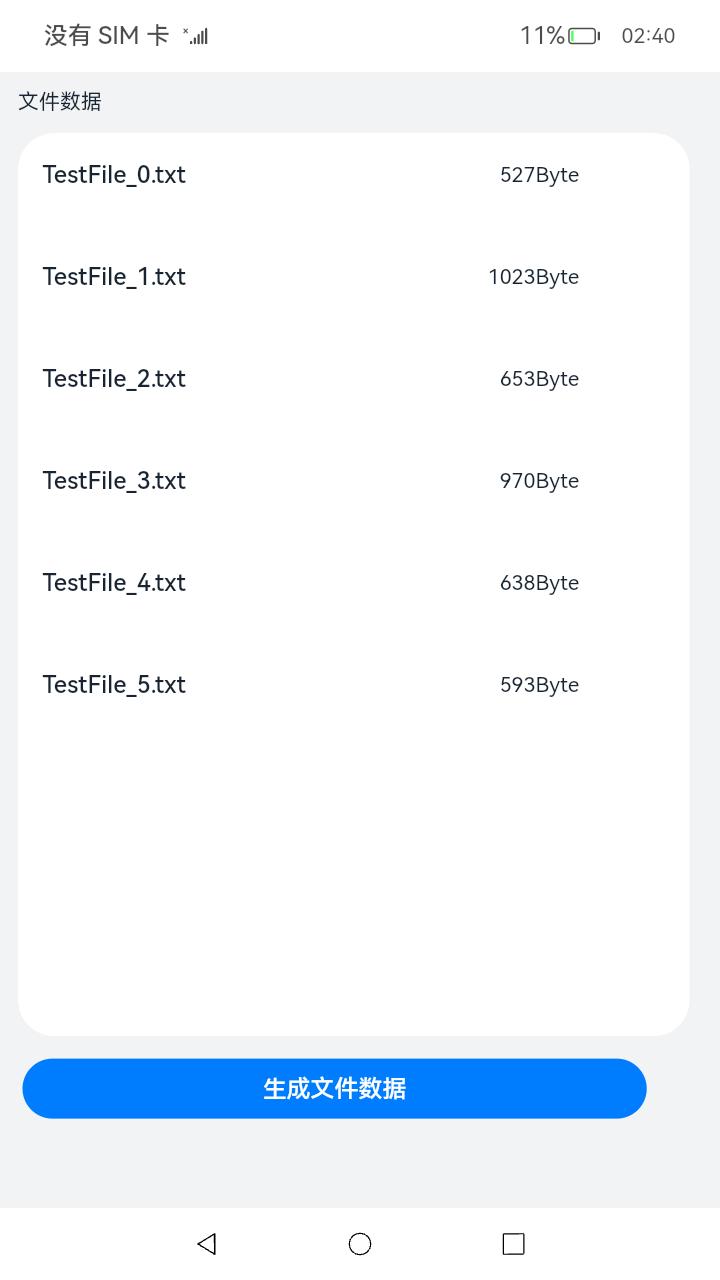 没有 SIM 卡 11% 02:40
文件数据
TestFile_0.txt 527Byte
TestFile_1.txt 1023Byte
TestFile_2.txt 653Byte
TestFile_3.txt 970Byte
TestFile_4.txt 638Byte
TestFile_5.txt 593Byte
生成文件数据